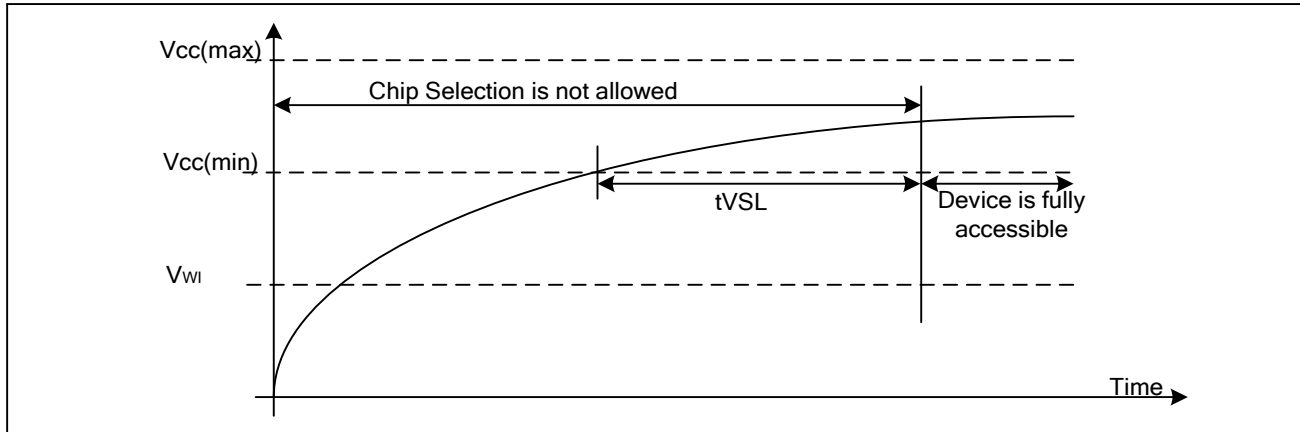 Vcc(max)
Chip Selection is not allowed
Vcc(min)
tVSL
Device is fully
accessible
VWI
Time